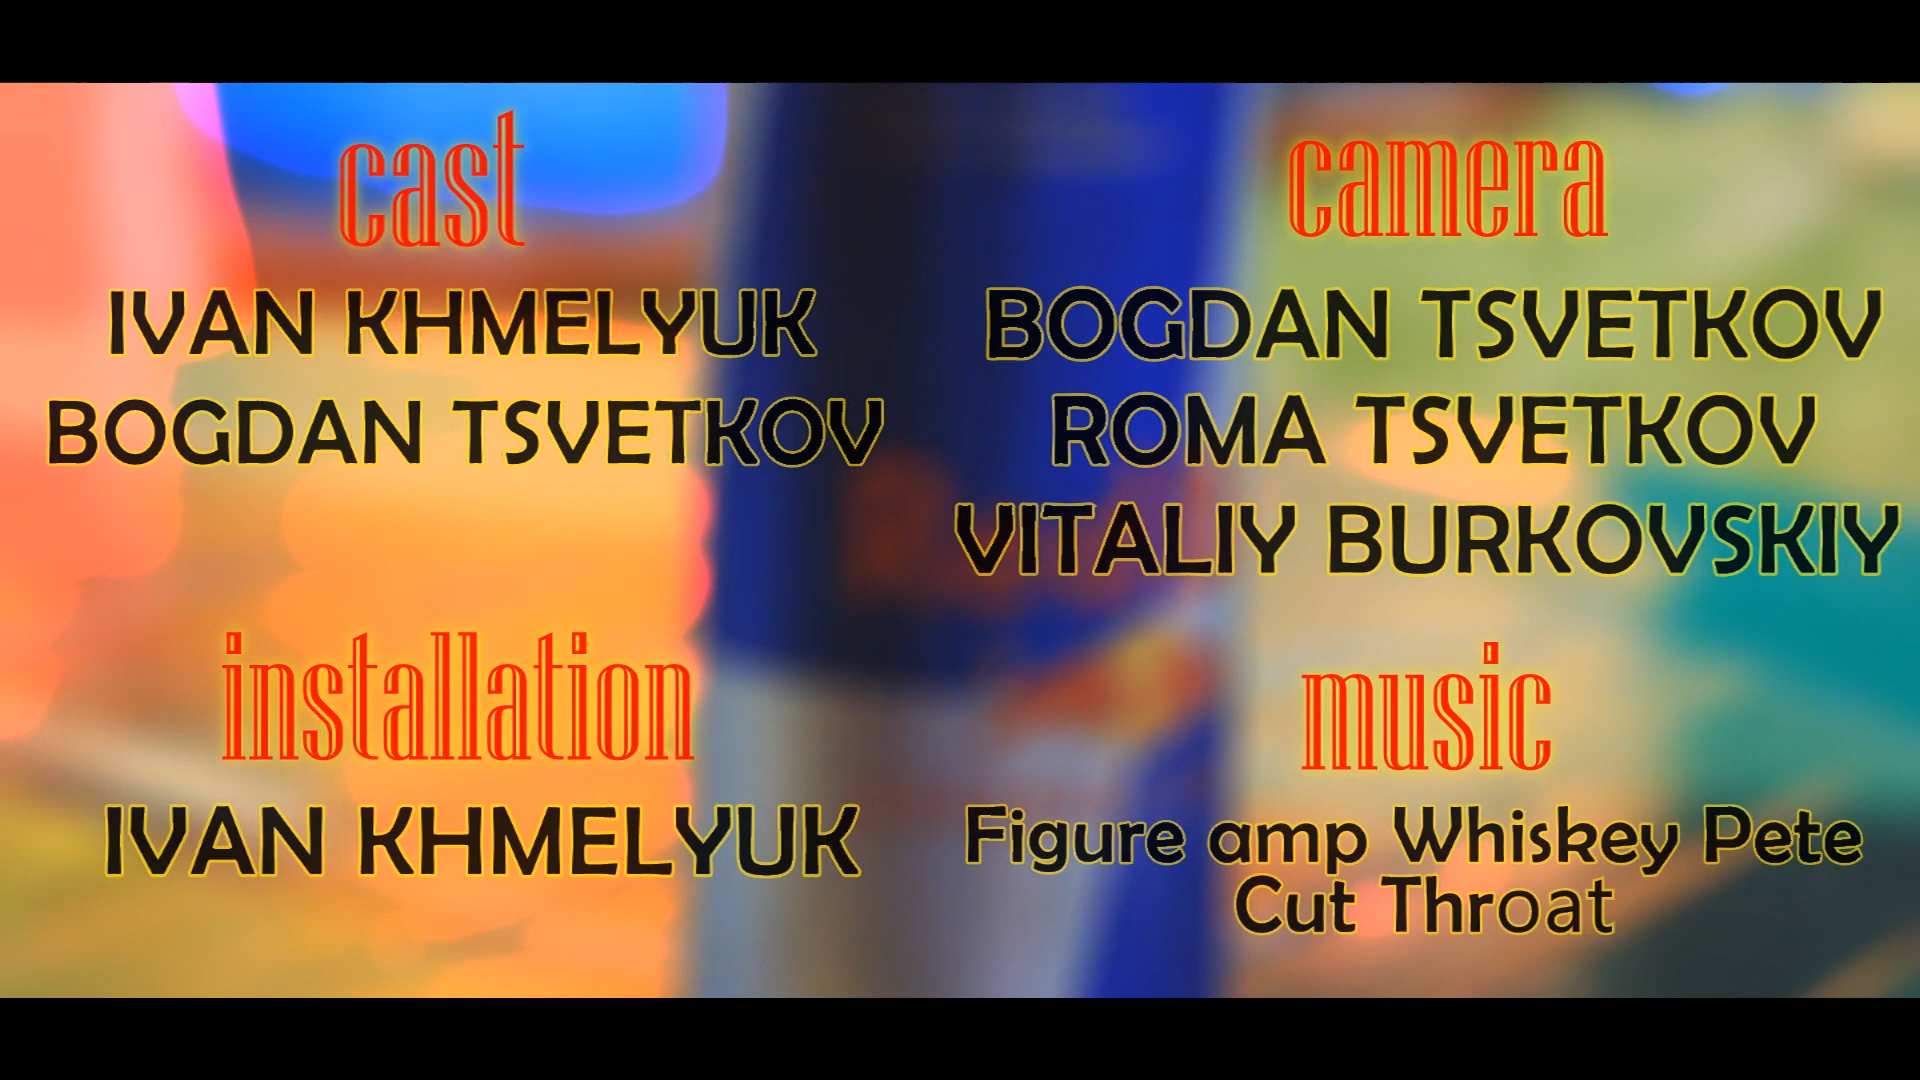 cast
IVAN KHMELYUK
BOGDAN TSVETKOV
installation
IVAN KHMELYUK
camera
BOGDAN TSVETKOV
ROMA TSVETKOV
VITALIY BURKOVSKIY
music
Figure amp Whiskey Pete
Cut Throat